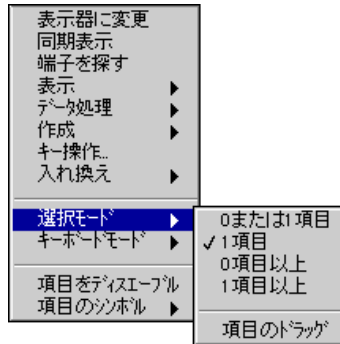 表示器に変更
同期表示
端子を探す
表示
ﾃﾞｰﾀ処理
作成
ｷｰ操作...
入れ換え
選択ﾓｰﾄﾞ
ｷｰﾎﾞｰﾄﾞﾓｰﾄﾞ
項目をﾃﾞｨｽｴｰﾌﾞﾙ
項目のｼﾝﾎﾞﾙ
0または1項目
1項目
0項目以上
1項目以上
項目のﾄﾞﾗｯｸﾞ